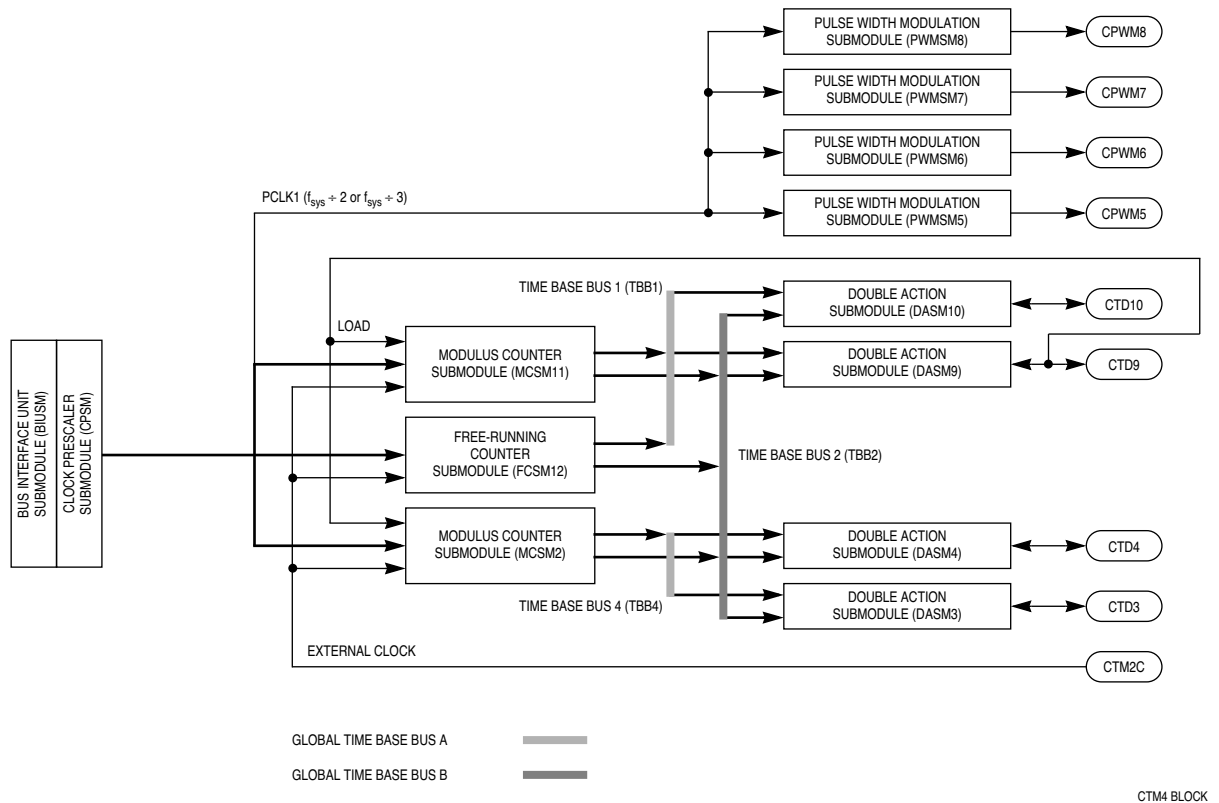 PULSE WIDTH MODULATION
SUBMODULE (PWMSM8)
CPWM8
PULSE WIDTH MODULATION
SUBMODULE (PWMSM7)
CPWM7
PULSE WIDTH MODULATION
SUBMODULE (PWMSM6)
CPWM6
PCLK1 (fsys ÷ 2 or fsys ÷ 3)
PULSE WIDTH MODULATION
SUBMODULE (PWMSM5)
CPWM5
TIME BASE BUS 1 (TBB1)
DOUBLE ACTION
SUBMODULE (DASM10)
CTD10
LOAD
MODULUS COUNTER
SUBMODULE (MCSM11)
DOUBLE ACTION
SUBMODULE (DASM9)
CTD9
BUS INTERFACE UNIT
SUBMODULE (BIUSM)
CLOCK PRESCALER
SUBMODULE (CPSM)
FREE-RUNNING
COUNTER
SUBMODULE (FCSM12)
TIME BASE BUS 2 (TBB2)
MODULUS COUNTER
SUBMODULE (MCSM2)
DOUBLE ACTION
SUBMODULE (DASM4)
CTD4
TIME BASE BUS 4 (TBB4)
DOUBLE ACTION
SUBMODULE (DASM3)
CTD3
EXTERNAL CLOCK
CTM2C
GLOBAL TIME BASE BUS A
GLOBAL TIME BASE BUS B
CTM4 BLOCK